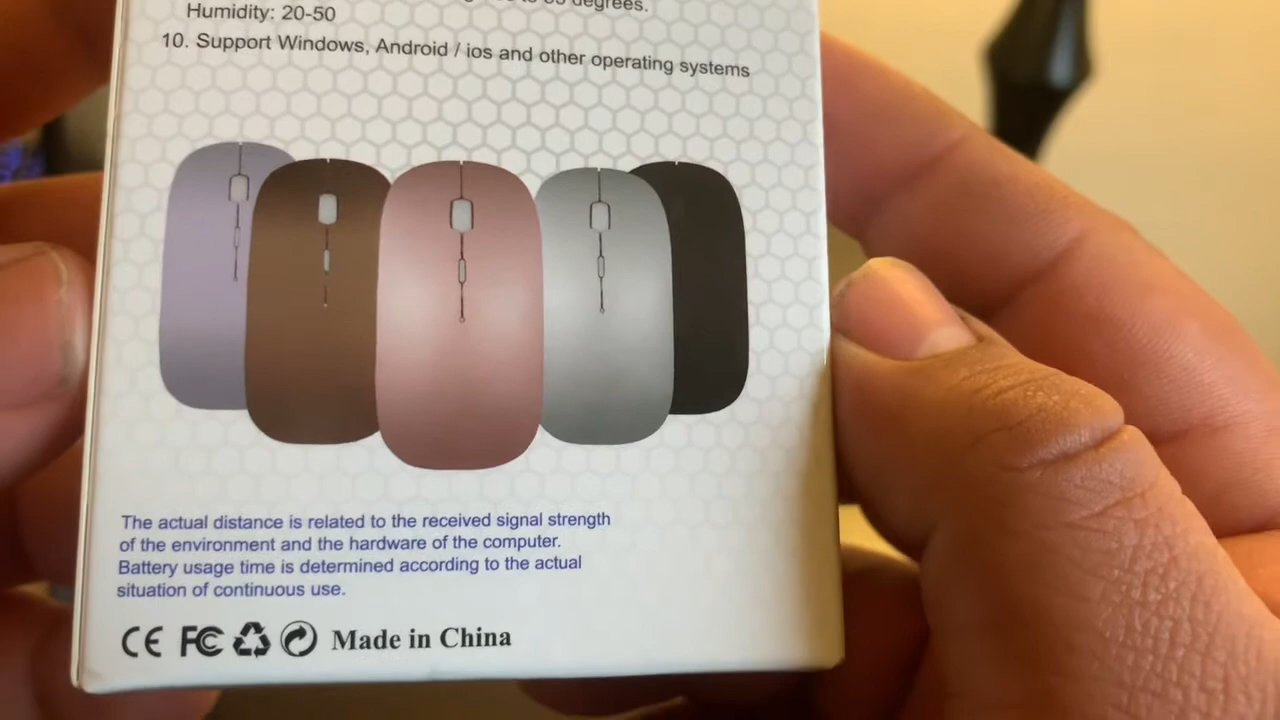 degrees.
Humidity: 20-50
10. Support Windows, Android / ios and other operating systems
The actual distance is related to the received signal strength
of the environment and the hardware of the computer.
Battery usage time is determined according to the actual
situation of continuous use.
CE FC Made in China